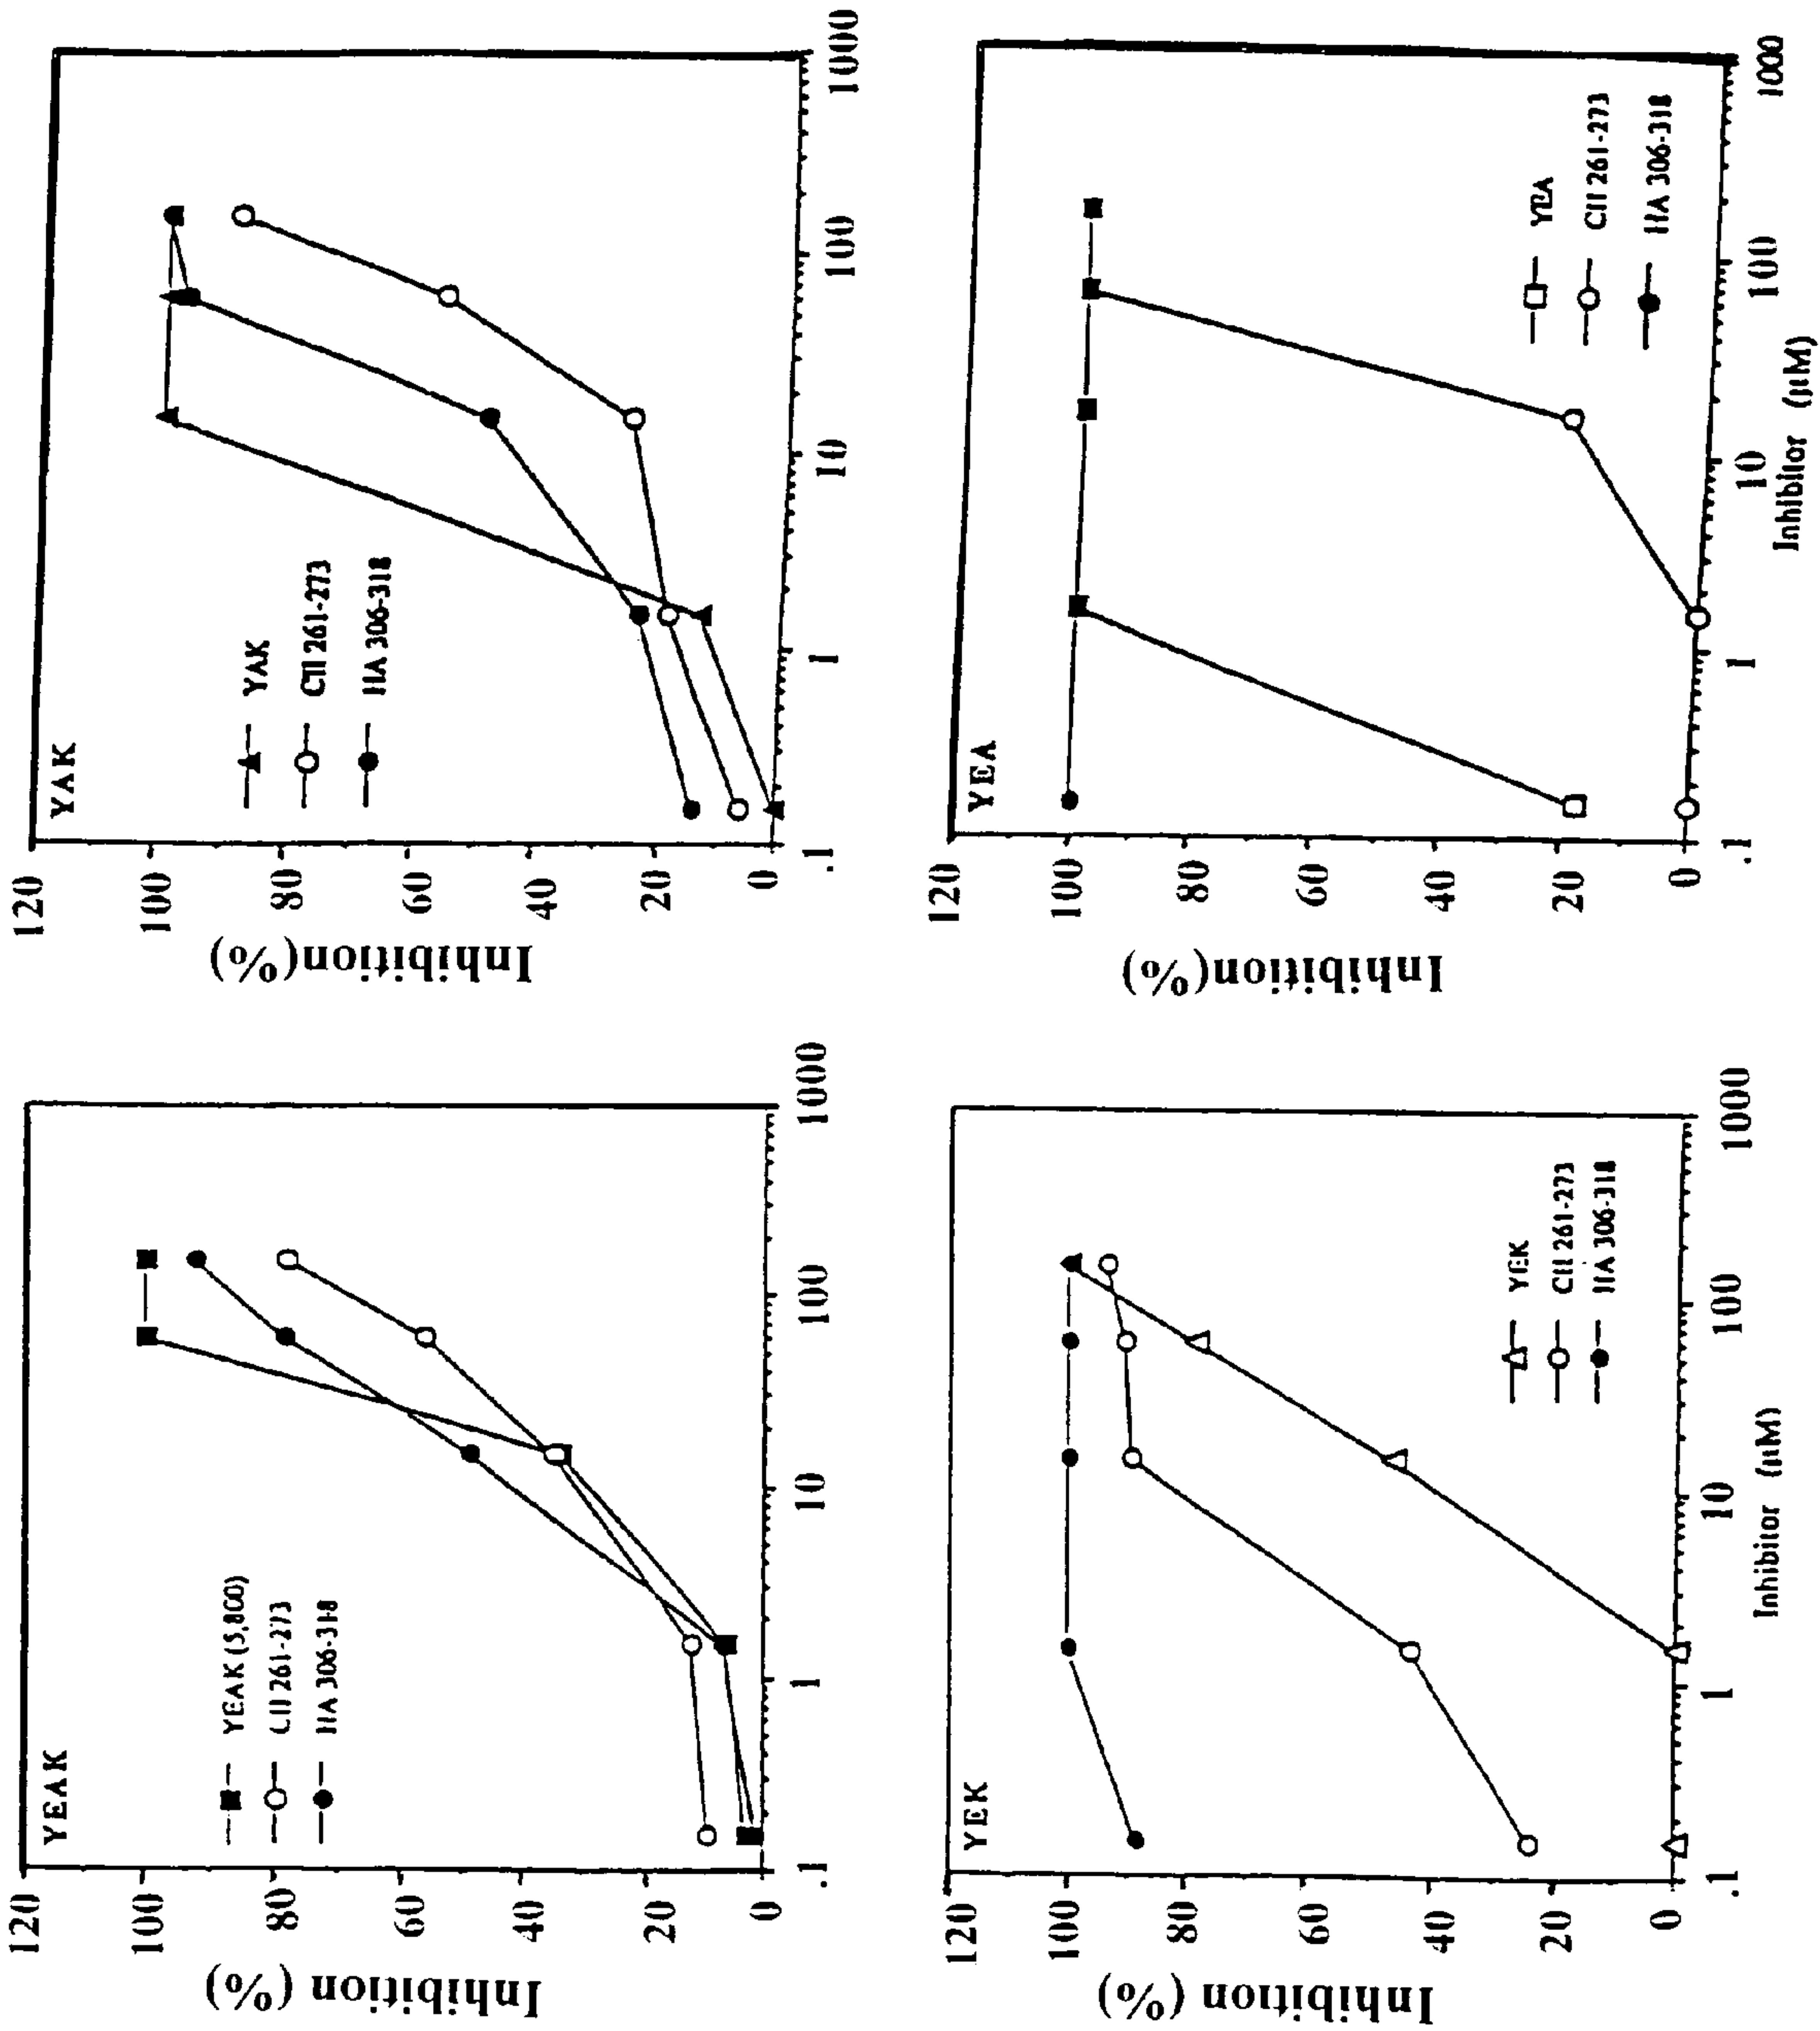 YEAK
YEAK (5,800)
CII 261-273
HA 306-318
Inhibition (%)
120
100
80
60
40
20
0
.1
1
10
100
1000
YAK
YAK
CII 261-273
HA 306-318
Inhibition(%)
120
100
80
60
40
20
0
.1
1
10
100
1000
YEK
YEK
CII 261-273
HA 306-318
Inhibition (%)
120
100
80
60
40
20
0
.1
1
10
100
1000
Inhibitor (µM)
YEA
YEA
CII 261-273
HA 306-318
Inhibition(%)
120
100
80
60
40
20
0
.1
1
10
100
1000
Inhibitor (µM)